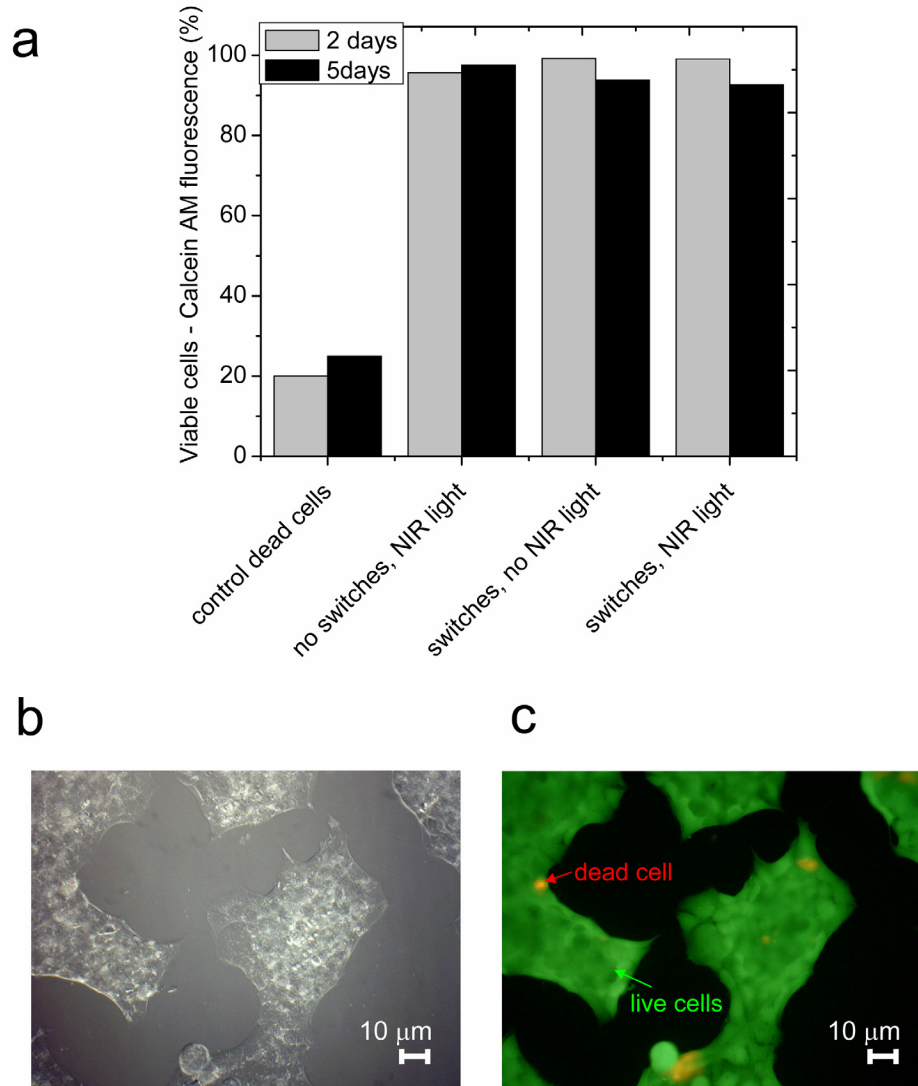 a
Viable cells - Calcein AM fluorescence (%)
2 days
5days
100
80
60
40
20
0
control dead cells
no switches, NIR light
switches, no NIR light
switches, NIR light
b
c
dead cell
live cells
10 μm
10 μm